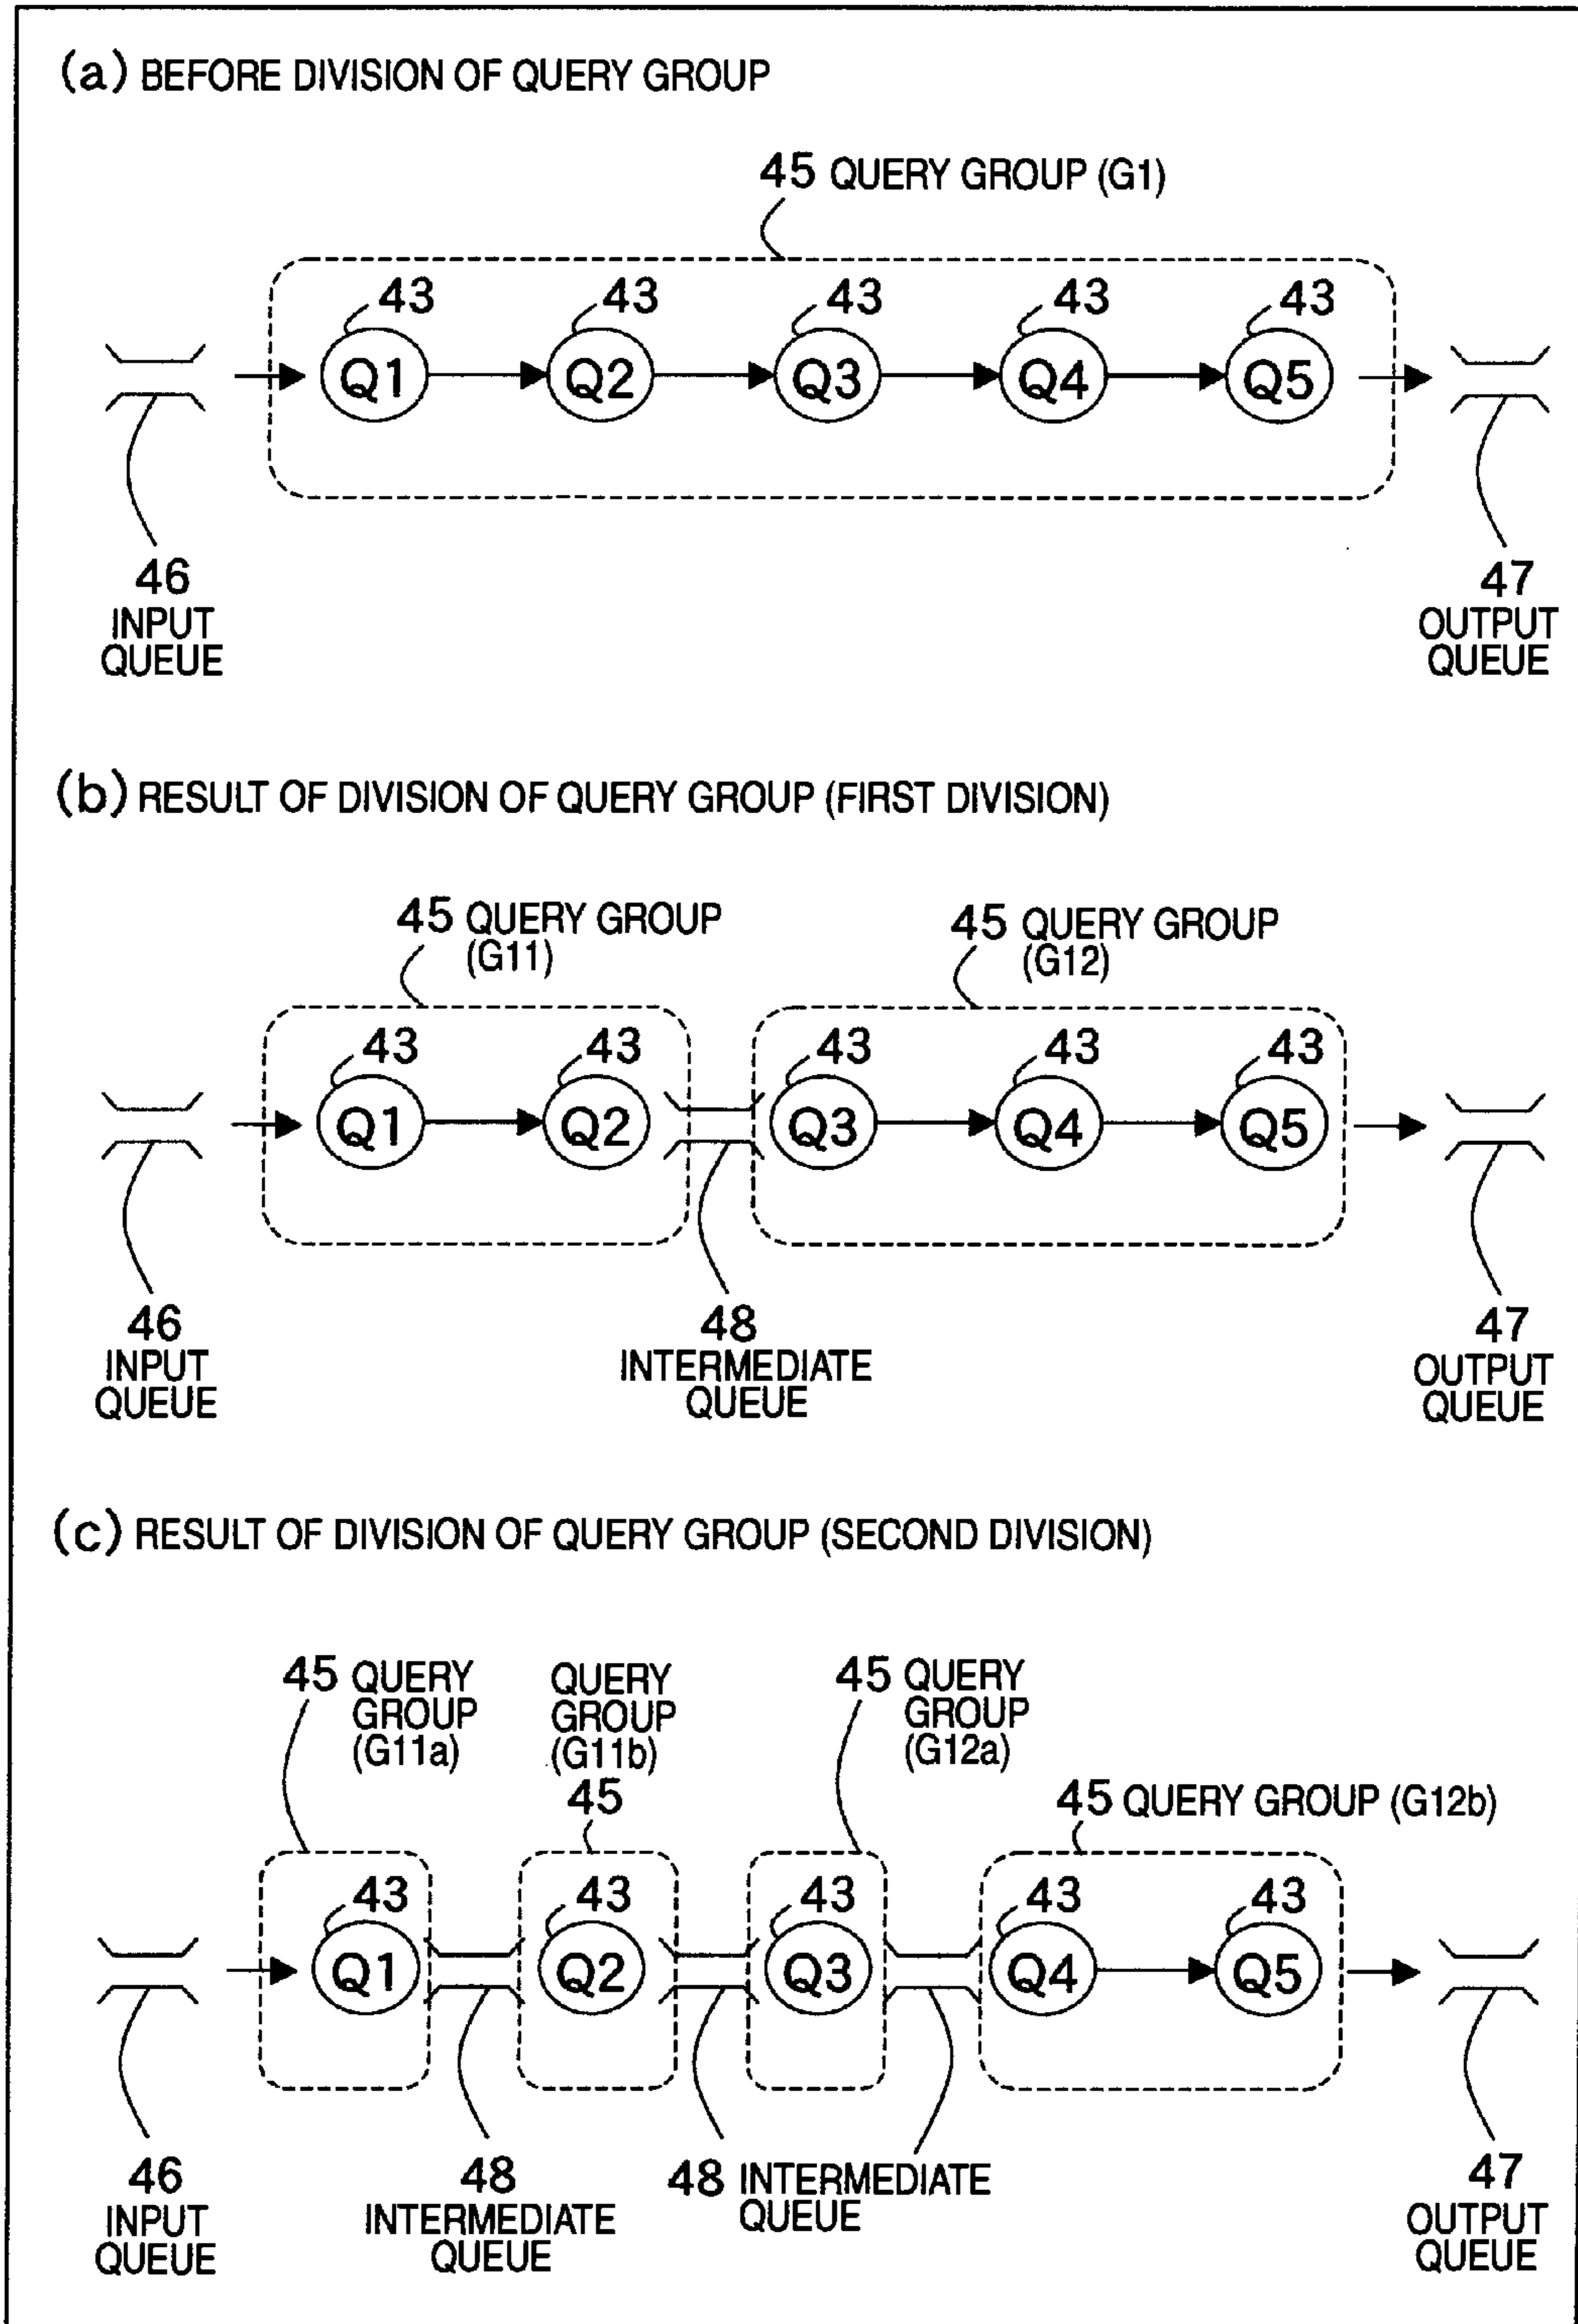 (a) BEFORE DIVISION OF QUERY GROUP
45 QUERY GROUP (G1)
43 43 43 43 43
Q1 Q2 Q3 Q4 Q5
46 47
INPUT OUTPUT
QUEUE QUEUE
(b) RESULT OF DIVISION OF QUERY GROUP (FIRST DIVISION)
45 QUERY GROUP 45 QUERY GROUP
(G11) (G12)
43 43 43 43 43
Q1 Q2 Q3 Q4 Q5
46 48 47
INPUT INTERMEDIATE OUTPUT
QUEUE QUEUE QUEUE
(c) RESULT OF DIVISION OF QUERY GROUP (SECOND DIVISION)
45 QUERY QUERY 45 QUERY
GROUP GROUP GROUP
(G11a) (G11b) (G12a)
45 45 QUERY GROUP (G12b)
43 43 43 43 43
Q1 Q2 Q3 Q4 Q5
46 48 48 INTERMEDIATE 47
INPUT INTERMEDIATE QUEUE OUTPUT
QUEUE QUEUE QUEUE